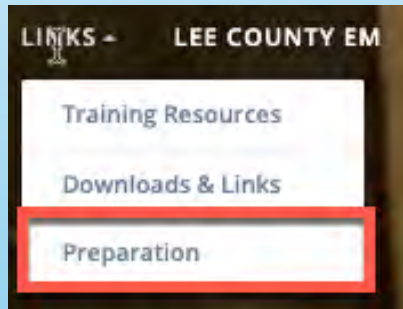 LINKS LEE COUNTY EM
Training Resources
Downloads & Links
Preparation